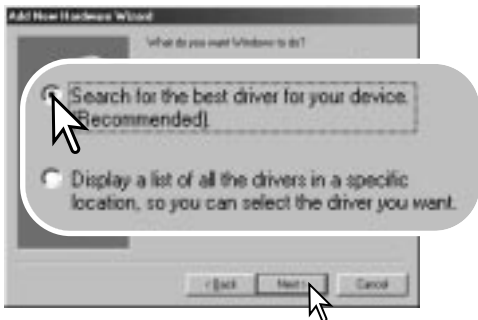 Add New Hardware Wizard
What do you want Windows to do?
Search for the best driver for your device.
(Recommended).
Display a list of all the drivers in a specific
location, so you can select the driver you want.
< Back Next > Cancel